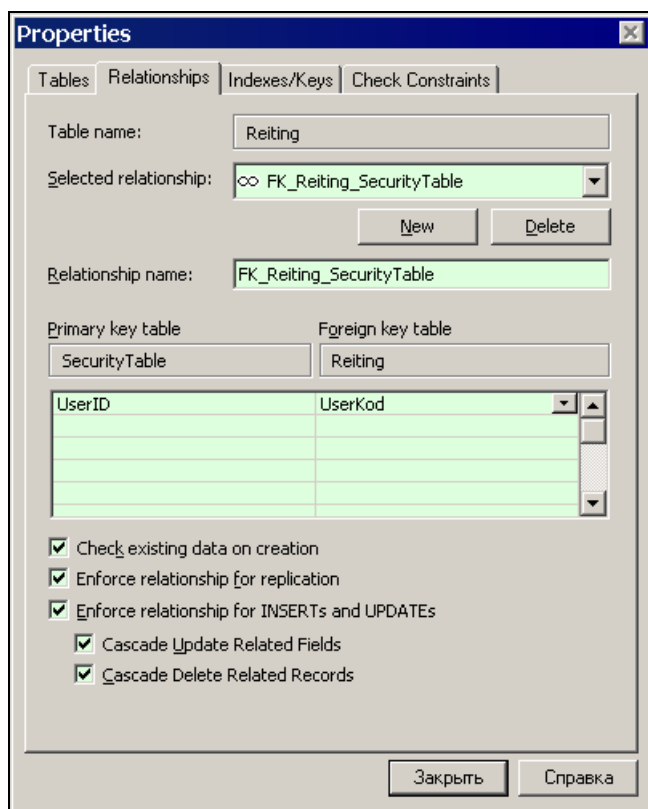 Properties
Tables Relationships Indexes/Keys Check Constraints
Table name: Reiting
Selected relationship: FK_Reiting_SecurityTable
New Delete
Relationship name: FK_Reiting_SecurityTable
Primary key table Foreign key table
SecurityTable Reiting
UserID UserKod
Check existing data on creation
Enforce relationship for replication
Enforce relationship for INSERTs and UPDATEs
Cascade Update Related Fields
Cascade Delete Related Records
Закрыть Справка